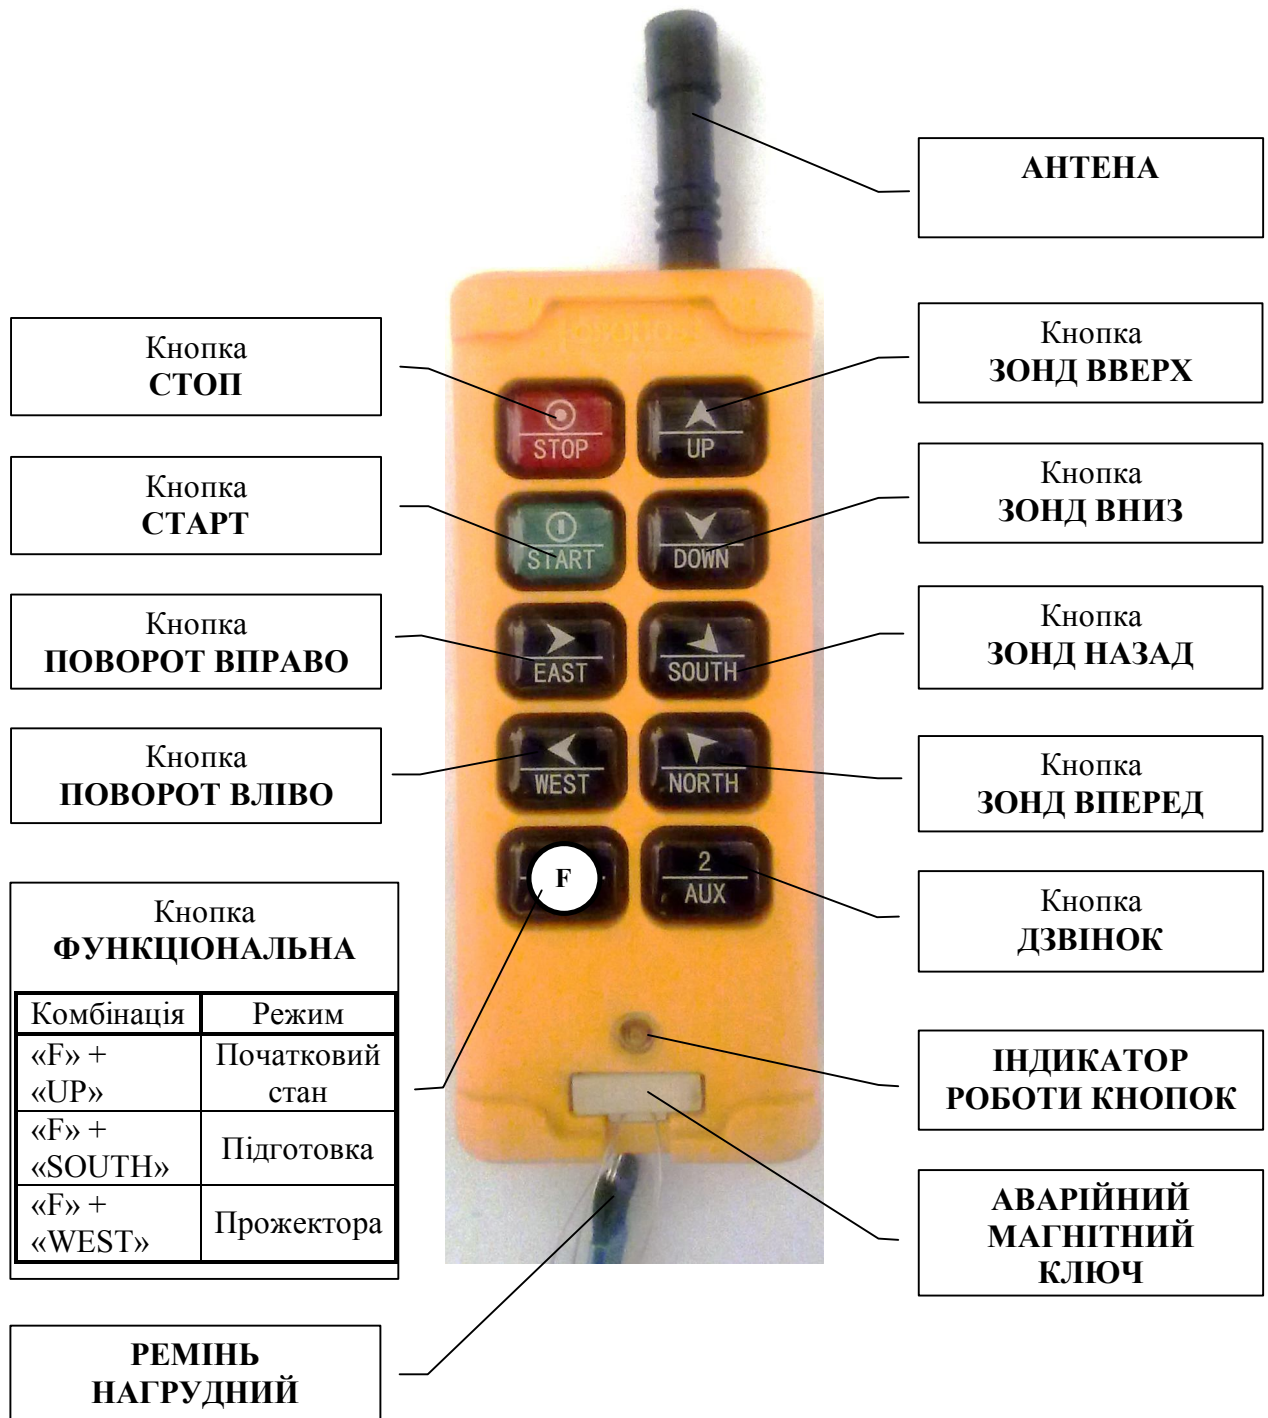 АНТЕНА
Кнопка
СТОП
Кнопка
ЗОНД ВВЕРХ
Кнопка
СТАРТ
Кнопка
ЗОНД ВНИЗ
Кнопка
ПОВОРОТ ВПРАВО
Кнопка
ЗОНД НАЗАД
Кнопка
ПОВОРОТ ВЛІВО
Кнопка
ЗОНД ВПЕРЕД
Кнопка
ФУНКЦІОНАЛЬНА
Комбінація Режим
«F» +
«UP»
Початковий
стан
«F» +
«SOUTH»
Підготовка
«F» +
«WEST»
Прожектора
Кнопка
ДЗВІНОК
ІНДИКАТОР
РОБОТИ КНОПОК
АВАРІЙНИЙ
МАГНІТНИЙ
КЛЮЧ
РЕМІНЬ
НАГРУДНИЙ
STOP
UP
START
DOWN
EAST
SOUTH
WEST
NORTH
F
2
AUX